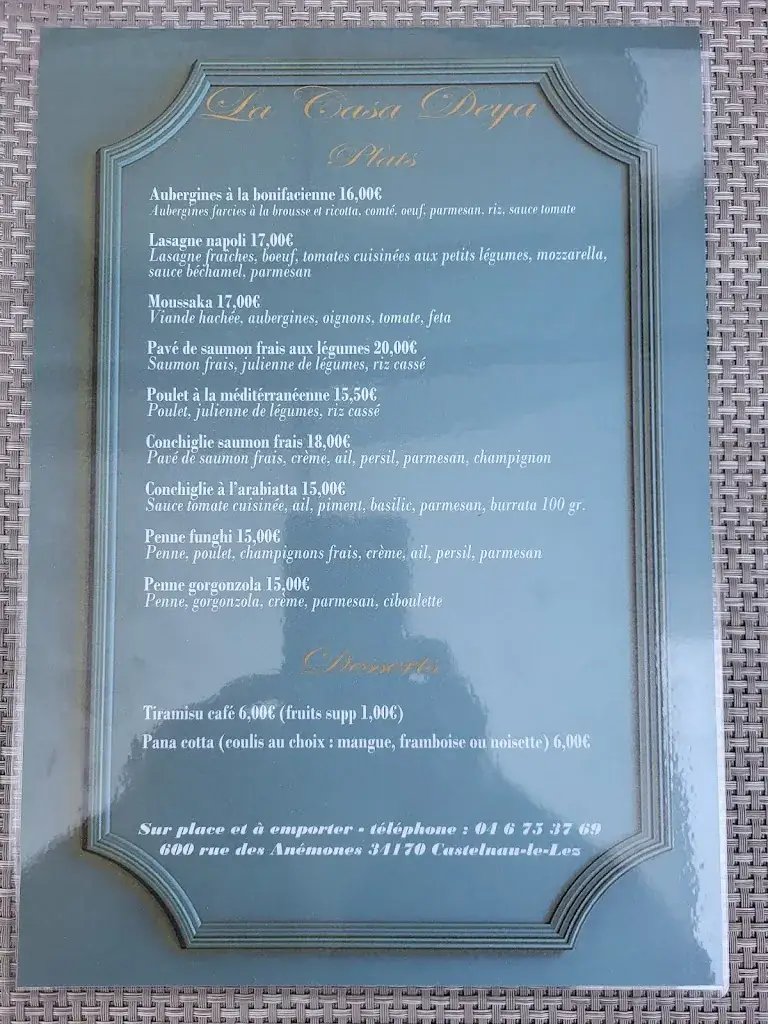 La Casa Deya
Plats
Aubergines à la bonifacienne 16,00€
Aubergines farcies à la brousse et ricotta, comté, oeuf, parmesan, riz, sauce tomate
Lasagne napoli 17,00€
Lasagne fraîches, boeuf, tomates cuisinées aux petits légumes, mozzarella,
sauce béchamel, parmesan
Moussaka 17,00€
Viande hachée, aubergines, oignons, tomate, feta
Pavé de saumon frais aux légumes 20,00€
Saumon frais, julienne de légumes, riz cassé
Poulet à la méditérranéenne 15,50€
Poulet, julienne de légumes, riz cassé
Conchiglie saumon frais 18,00€
Pavé de saumon frais, crème, ail, persil, parmesan, champignon
Conchiglie à l'arabiatta 15,00€
Sauce tomate cuisinée, ail, piment, basilic, parmesan, burrata 100 gr.
Penne funghi 15,00€
Penne, poulet, champignons frais, crème, ail, persil, parmesan
Penne gorgonzola 15,00€
Penne, gorgonzola, crème, parmesan, ciboulette
Desserts
Tiramisu café 6,00€ (fruits supp 1,00€)
Pana cotta (coulis au choix : mangue, framboise ou noisette) 6,00€
Sur place et à emporter - téléphone : 04 6 75 37 69
600 rue des Anémones 34170 Castelnau-le-Lez